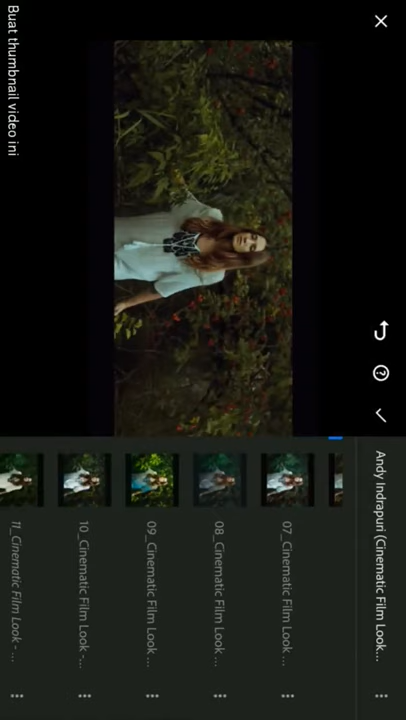 Andy Indrapuri (Cinematic Film Look...
07_Cinematic Film Look ...
08_Cinematic Film Look ...
09_Cinematic Film Look ...
10_Cinematic Film Look -...
11_Cinematic Film Look - ...
Buat thumbnail video ini